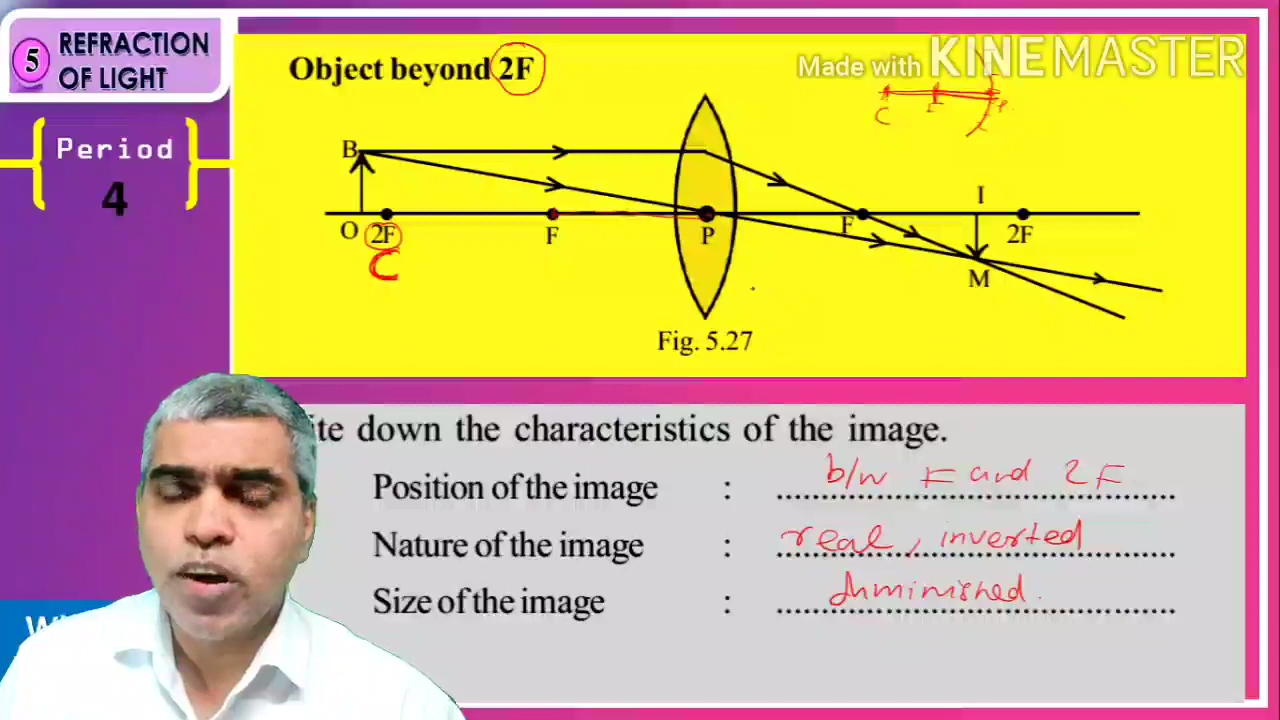 5
REFRACTION
OF LIGHT
Period
4
Object beyond 2F
Made with KINEMASTER
C
B
O
2F
F
P
F
I
2F
C
M
Fig. 5.27
ite down the characteristics of the image.
Position of the image : b/w F and 2F
Nature of the image : real, inverted
Size of the image : diminished.